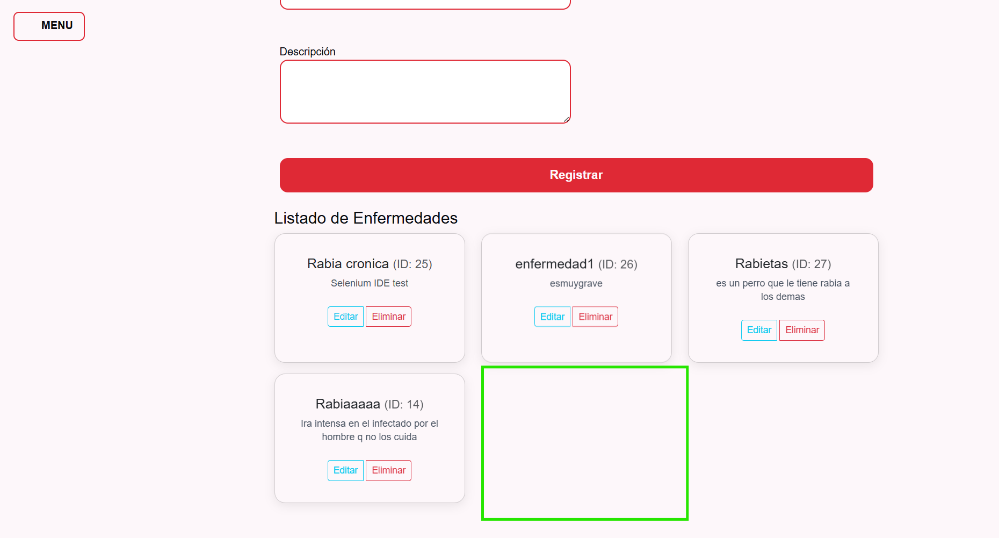 MENU
Descripción
Registrar
Listado de Enfermedades
Rabia cronica (ID: 25)
Selenium IDE test
Editar Eliminar
enfermedad1 (ID: 26)
esmuygrave
Editar Eliminar
Rabietas (ID: 27)
es un perro que le tiene rabia a
los demas
Editar Eliminar
Rabiaaaaa (ID: 14)
Ira intensa en el infectado por el
hombre q no los cuida
Editar Eliminar